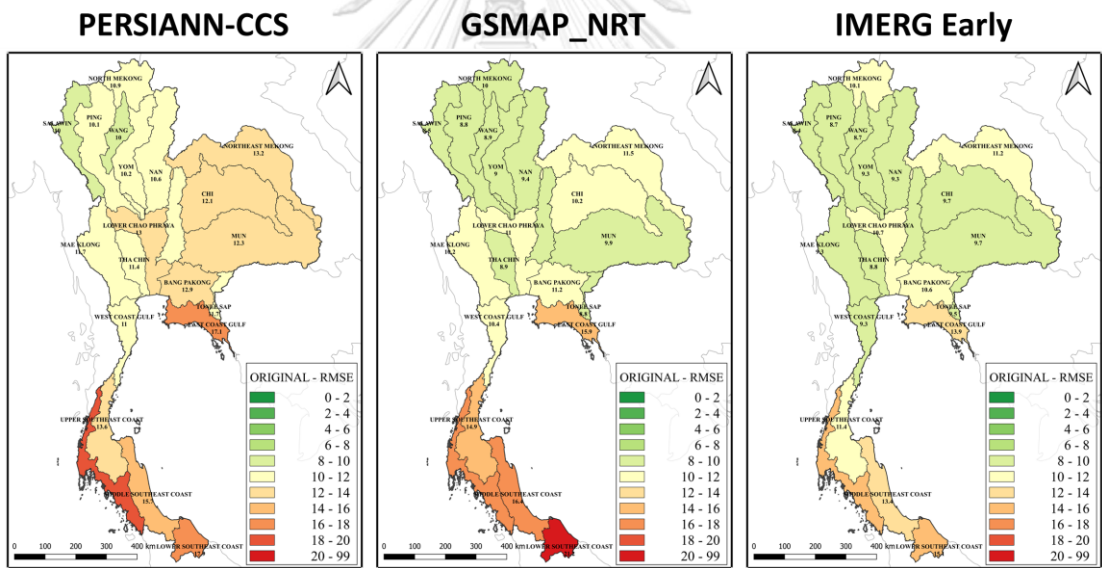 PERSIANN-CCS
NORTH MEKONG
10.9
PING
10.1
WANG
10
YOM
10.2
NAN
10.6
NORTHEAST MEKONG
13.2
CHI
12.1
MUN
12.3
LOWER CHAO PHRAYA
13
MAE KLONG
11.7
THA CHIN
11.4
BANG PAKONG
12.9
TONLE SAP
EAST COAST GULF
17.1
WEST COAST GULF
11
UPPER SOUTHEAST COAST
13.6
MIDDLE SOUTHEAST COAST
15.7
LOWER SOUTHEAST COAST
ORIGINAL - RMSE
0 - 2
2 - 4
4 - 6
6 - 8
8 - 10
10 - 12
12 - 14
14 - 16
16 - 18
18 - 20
20 - 99
0 100 200 300 400 km
GSMAP_NRT
NORTH MEKONG
10
PING
8.8
WANG
8.9
YOM
9
NAN
9.4
NORTHEAST MEKONG
11.5
CHI
10.2
MUN
9.9
LOWER CHAO PHRAYA
11
MAE KLONG
10.2
THA CHIN
8.9
BANG PAKONG
11.2
TONLE SAP
EAST COAST GULF
15.9
WEST COAST GULF
10.4
UPPER SOUTHEAST COAST
14.9
MIDDLE SOUTHEAST COAST
16.4
LOWER SOUTHEAST COAST
ORIGINAL - RMSE
0 - 2
2 - 4
4 - 6
6 - 8
8 - 10
10 - 12
12 - 14
14 - 16
16 - 18
18 - 20
20 - 99
0 100 200 300 400 km
IMERG Early
NORTH MEKONG
10.1
PING
8.7
WANG
8.7
YOM
9.3
NAN
9.3
NORTHEAST MEKONG
11.2
CHI
9.7
MUN
9.7
LOWER CHAO PHRAYA
10.7
MAE KLONG
9.3
THA CHIN
8.8
BANG PAKONG
10.6
TONLE SAP
9.5
EAST COAST GULF
13.9
WEST COAST GULF
9.3
UPPER SOUTHEAST COAST
11.4
MIDDLE SOUTHEAST COAST
13.4
LOWER SOUTHEAST COAST
ORIGINAL - RMSE
0 - 2
2 - 4
4 - 6
6 - 8
8 - 10
10 - 12
12 - 14
14 - 16
16 - 18
18 - 20
20 - 99
0 100 200 300 400 km